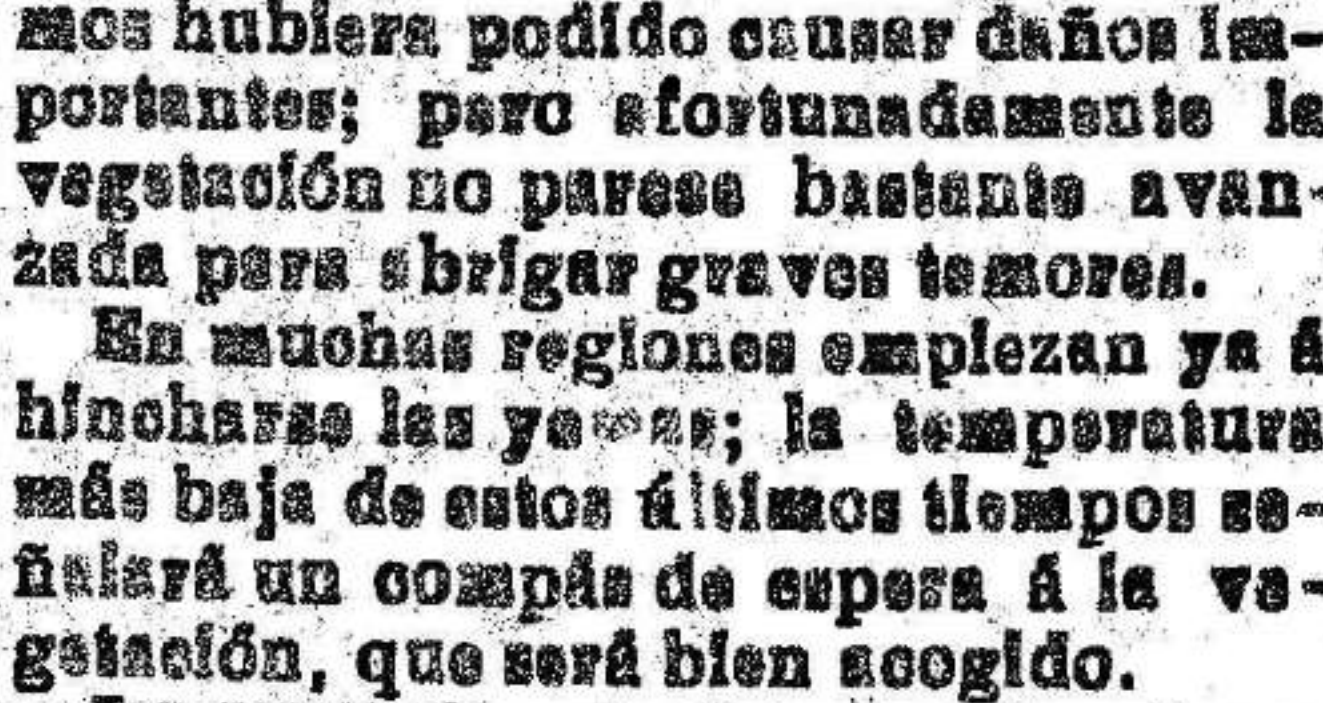 mos hubiera podido causar daños im-
portantes; pero afortunadamente la
vegetación no parese bastante avan-
zada para abrigar graves temores.
En muchas regiones empiezan ya á
hincharse las yemas; la temperatura
más baja de estos últimos tiempos se-
ñalará un compás de espera á la ve-
getación, que será bien acogido.